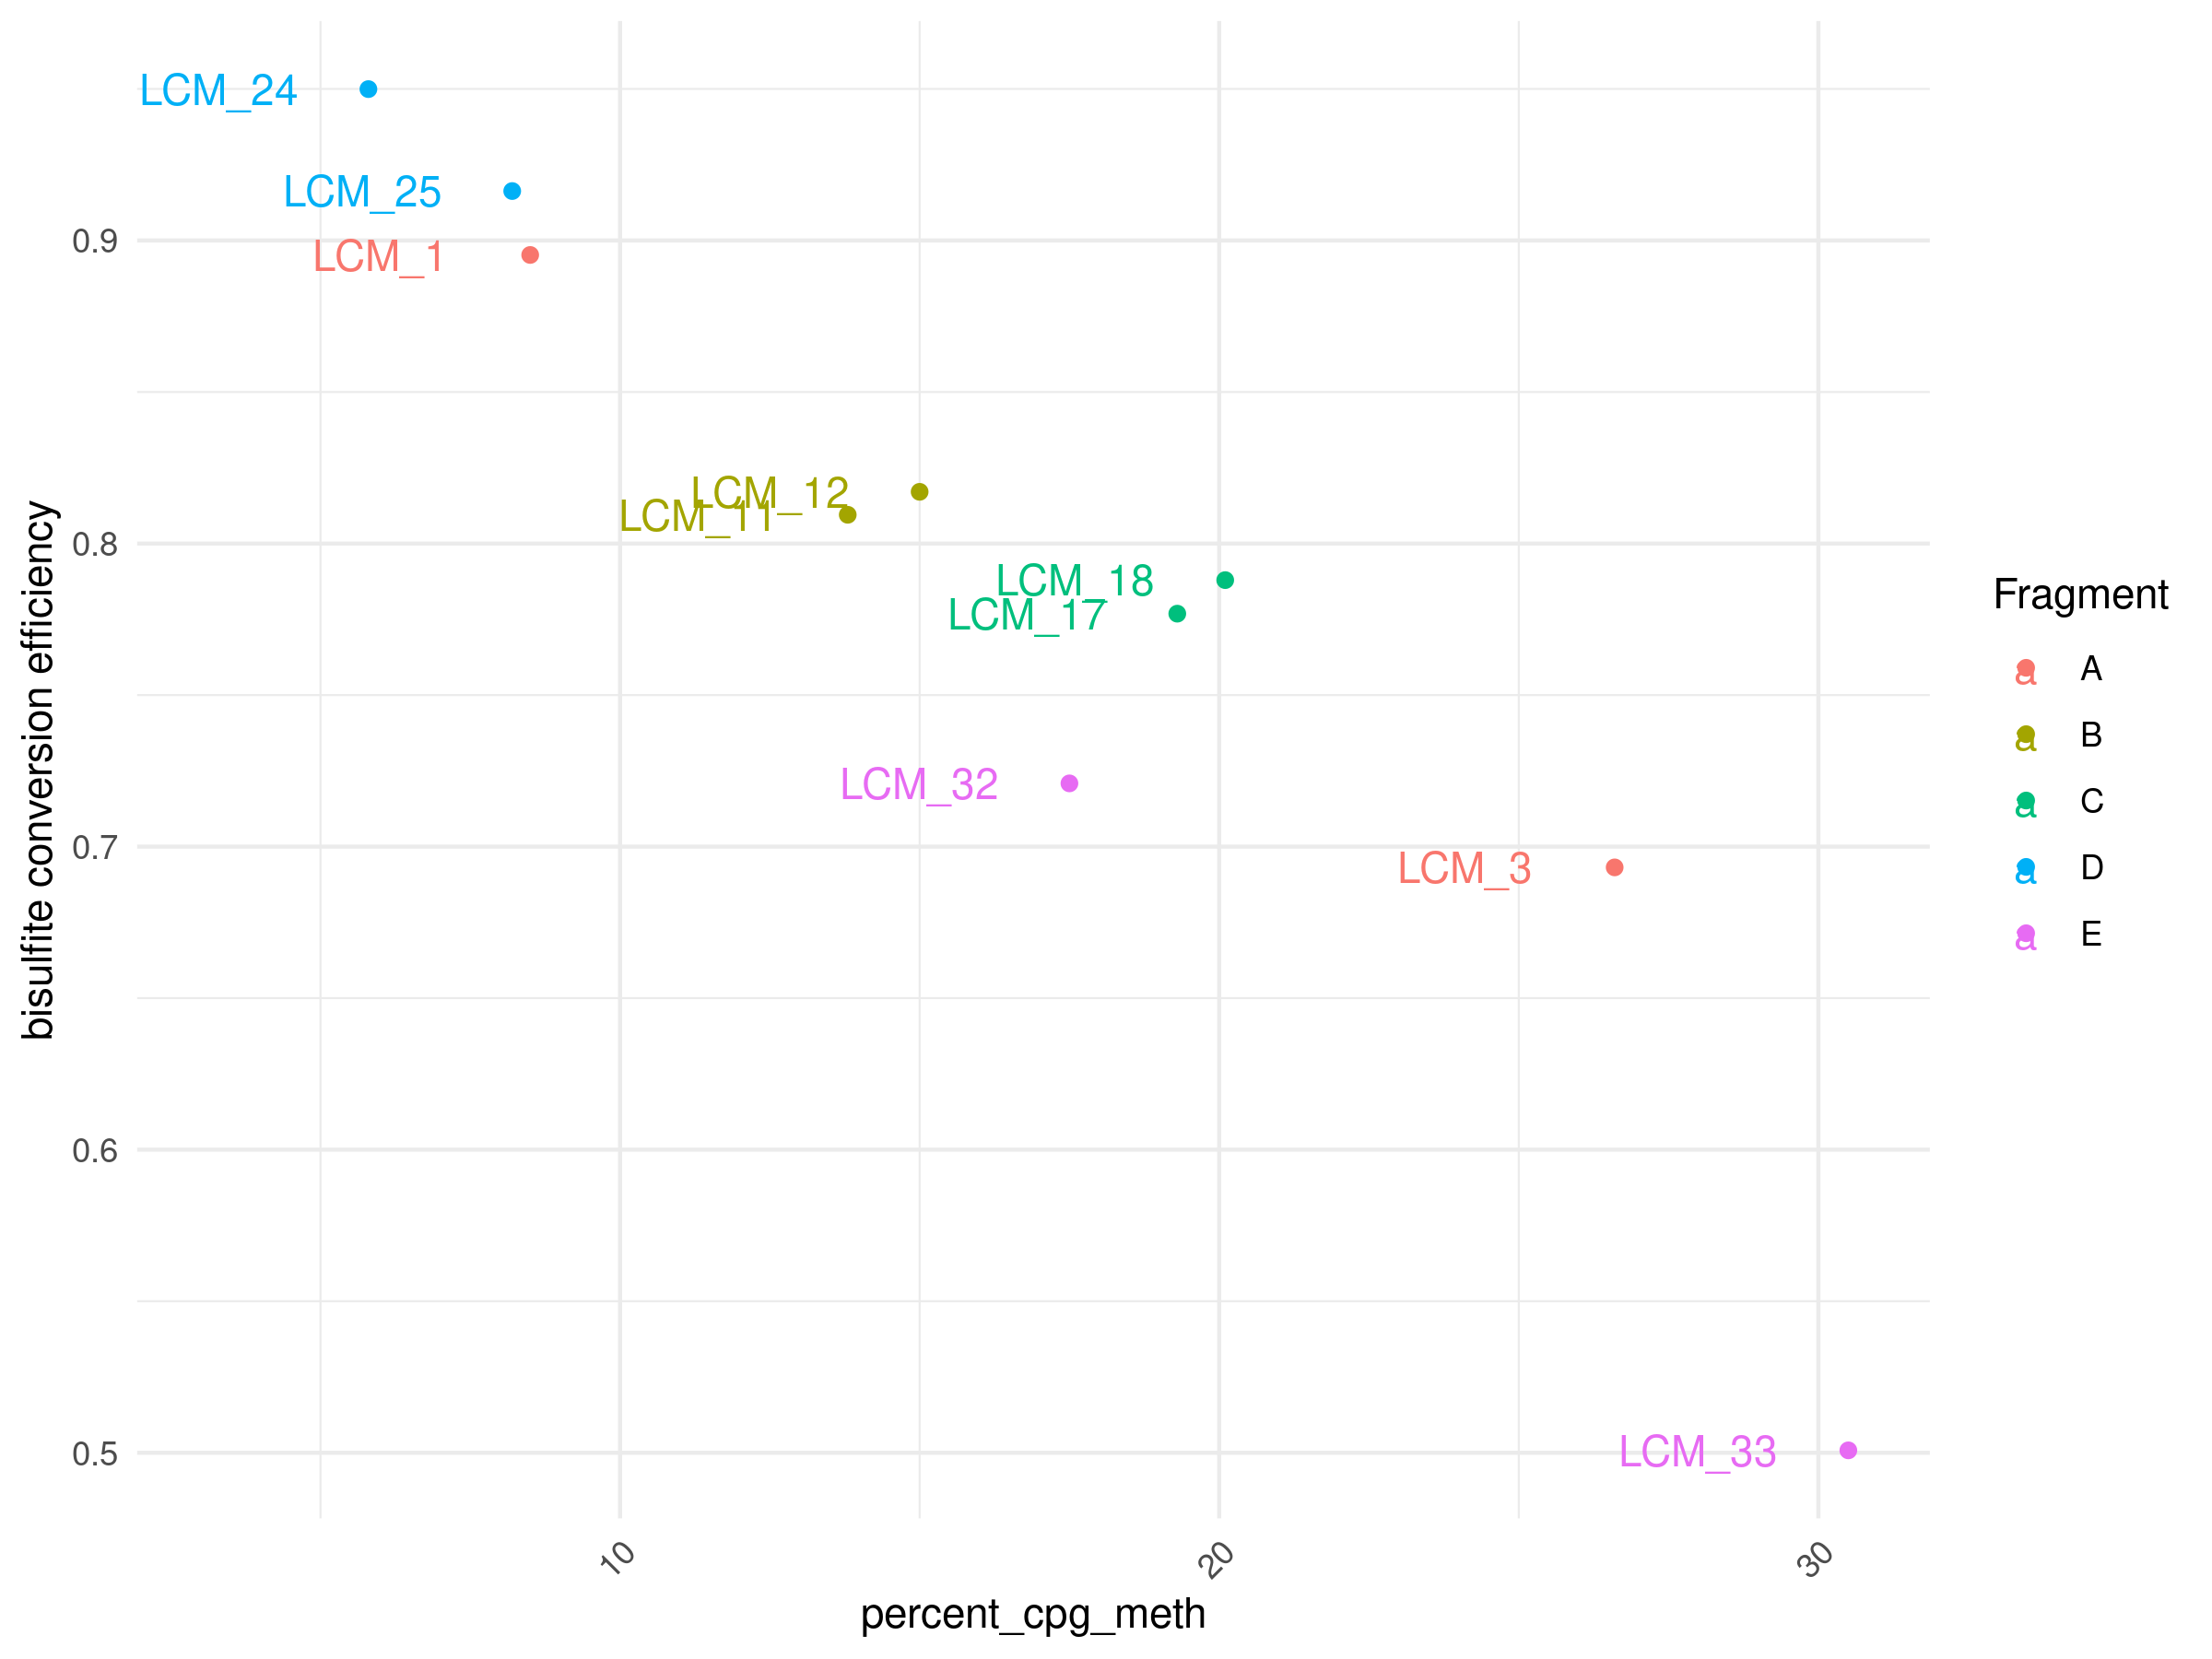 LCM_24
LCM_25
LCM_1
LCM_12
LCM_11
LCM_18
LCM_17
LCM_32
LCM_3
LCM_33
0.9
0.8
0.7
0.6
0.5
bisulfite conversion efficiency
10
20
30
percent_cpg_meth
Fragment
a A
a B
a C
a D
a E